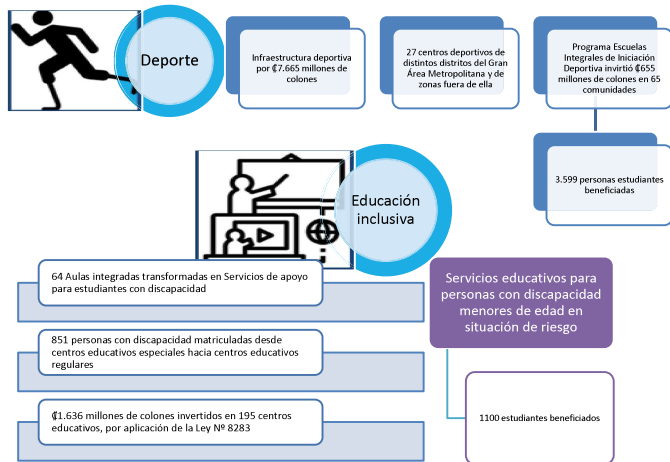 Deporte
Infraestructura deportiva
por ₡7.665 millones de
colones
27 centros deportivos de
distintos distritos del Gran
Área Metropolitana y de
zonas fuera de ella
Programa Escuelas
Integrales de Iniciación
Deportiva invirtió ₡655
millones de colones en 65
comunidades
3.599 personas estudiantes
beneficiadas
Educación
inclusiva
64 Aulas integradas transformadas en Servicios de apoyo
para estudiantes con discapacidad
851 personas con discapacidad matriculadas desde
centros educativos especiales hacia centros educativos
regulares
₡1.636 millones de colones invertidos en 195 centros
educativos, por aplicación de la Ley Nº 8283
Servicios educativos para
personas con discapacidad
menores de edad en
situación de riesgo
1100 estudiantes beneficiados